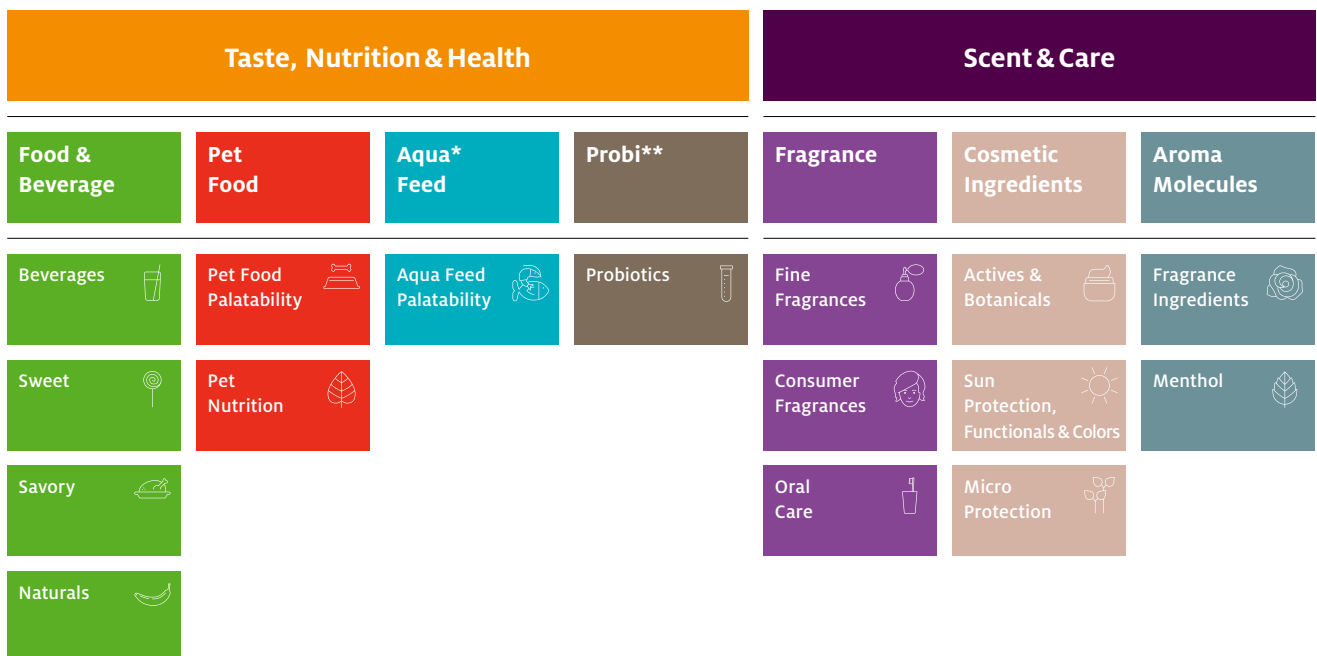 Taste, Nutrition & Health
Scent & Care
Food &
Beverage
Pet
Food
Aqua*
Feed
Probi**
Fragrance
Cosmetic
Ingredients
Aroma
Molecules
Beverages
Pet Food
Palatability
Aqua Feed
Palatability
Probiotics
Fine
Fragrances
Actives &
Botanicals
Fragrance
Ingredients
Sweet
Pet
Nutrition
Consumer
Fragrances
Sun
Protection,
Functionals & Colors
Menthol
Savory
Oral
Care
Micro
Protection
Naturals